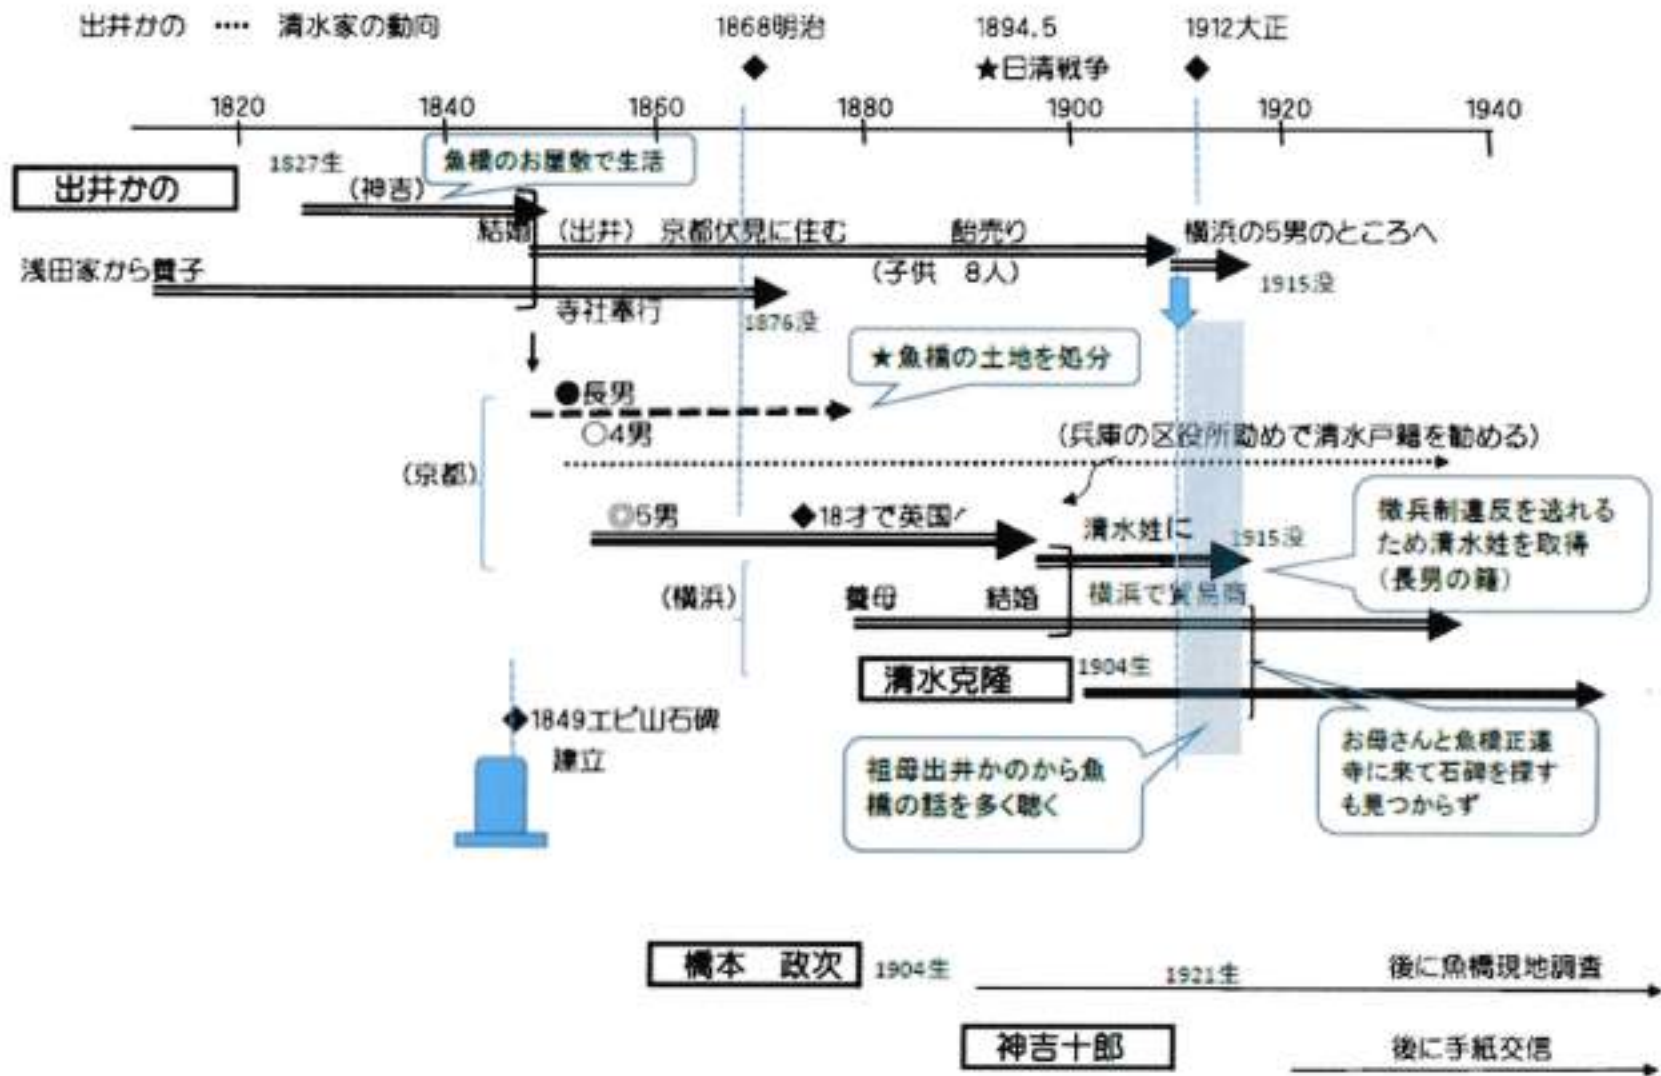 出井かの ････ 清水家の動向
1868明治
1894.5
1912大正
◆
★日清戦争
◆
1820
1840
1860
1880
1900
1920
1940
出井かの
1827生
(神吉)
魚橋のお屋敷で生活
結婚
(出井)
京都伏見に住む
飴売り
横浜の5男のところへ
浅田家から養子
(子供 8人)
1915没
寺社奉行
1876没
★魚橋の土地を処分
●長男
○4男
(兵庫の区役所勧めで清水戸籍を勧める)
(京都)
◎5男
◆18才で英国
清水姓に
1915没
徴兵制違反を逃れる
ため清水姓を取得
(長男の籍)
(横浜)
養母
結婚
横浜で貿易商
清水克隆
1904生
◆1849エビ山石碑
建立
祖母出井かのから魚
橋の話を多く聴く
お母さんと魚橋正蓮
寺に来て石碑を探す
も見つからず
橋本 政次
1904生
1921生
後に魚橋現地調査
神吉十郎
後に手紙交信